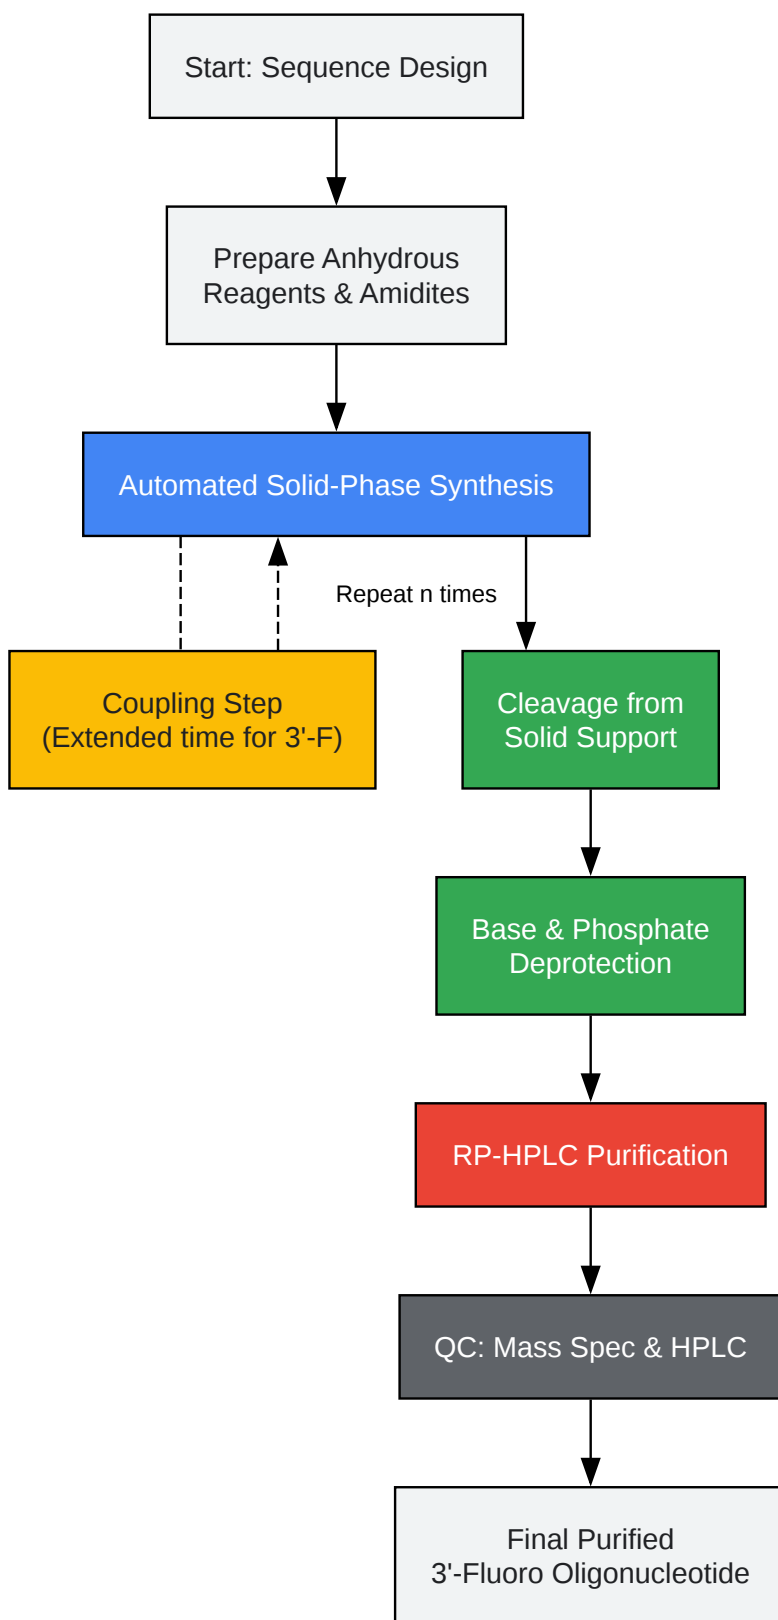 Start: Sequence Design
Prepare Anhydrous
Reagents & Amidites
Automated Solid-Phase Synthesis
Repeat n times
Coupling Step
(Extended time for 3'-F)
Cleavage from
Solid Support
Base & Phosphate
Deprotection
RP-HPLC Purification
QC: Mass Spec & HPLC
Final Purified
3'-Fluoro Oligonucleotide